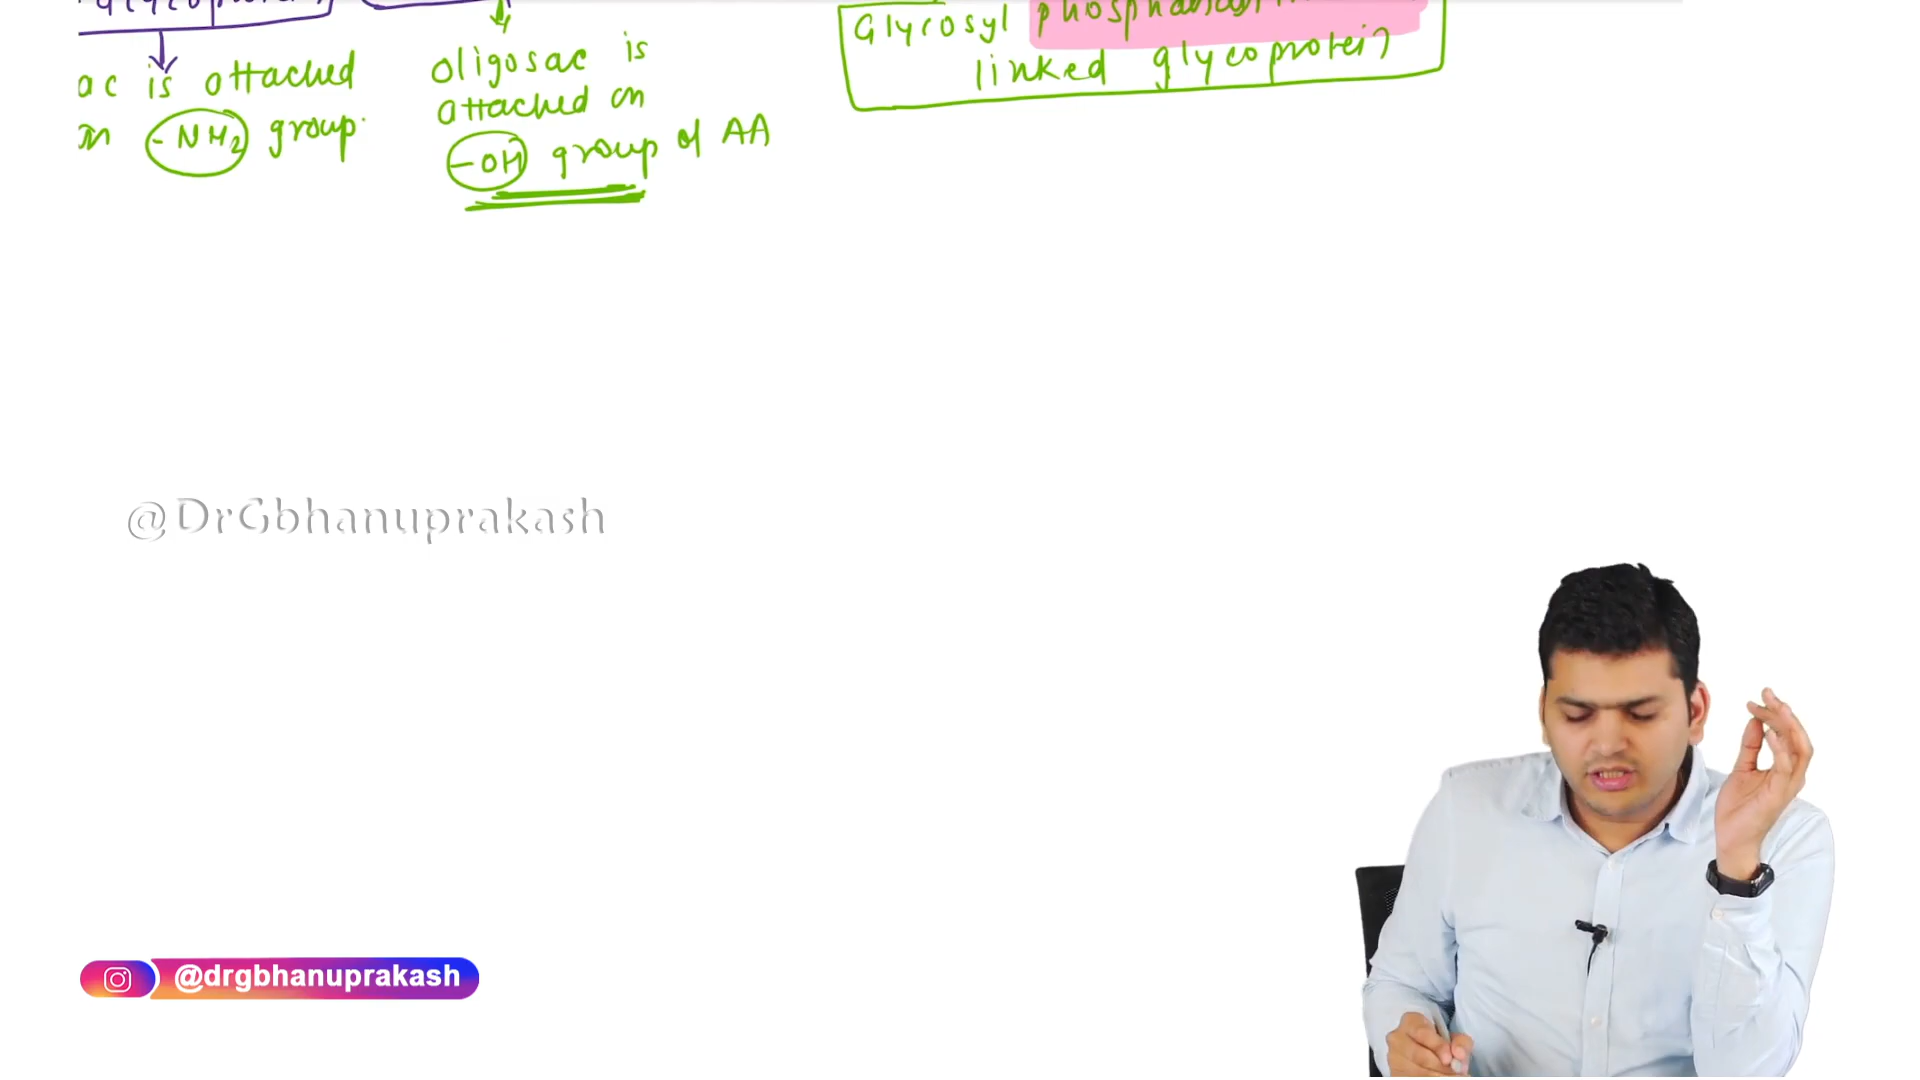 ac is attached
on -NH2 group.
oligosac is
attached on
-OH group of AA
Glycosyl
linked glycoprotein
@DrGbhanuprakash
@drgbhanuprakash